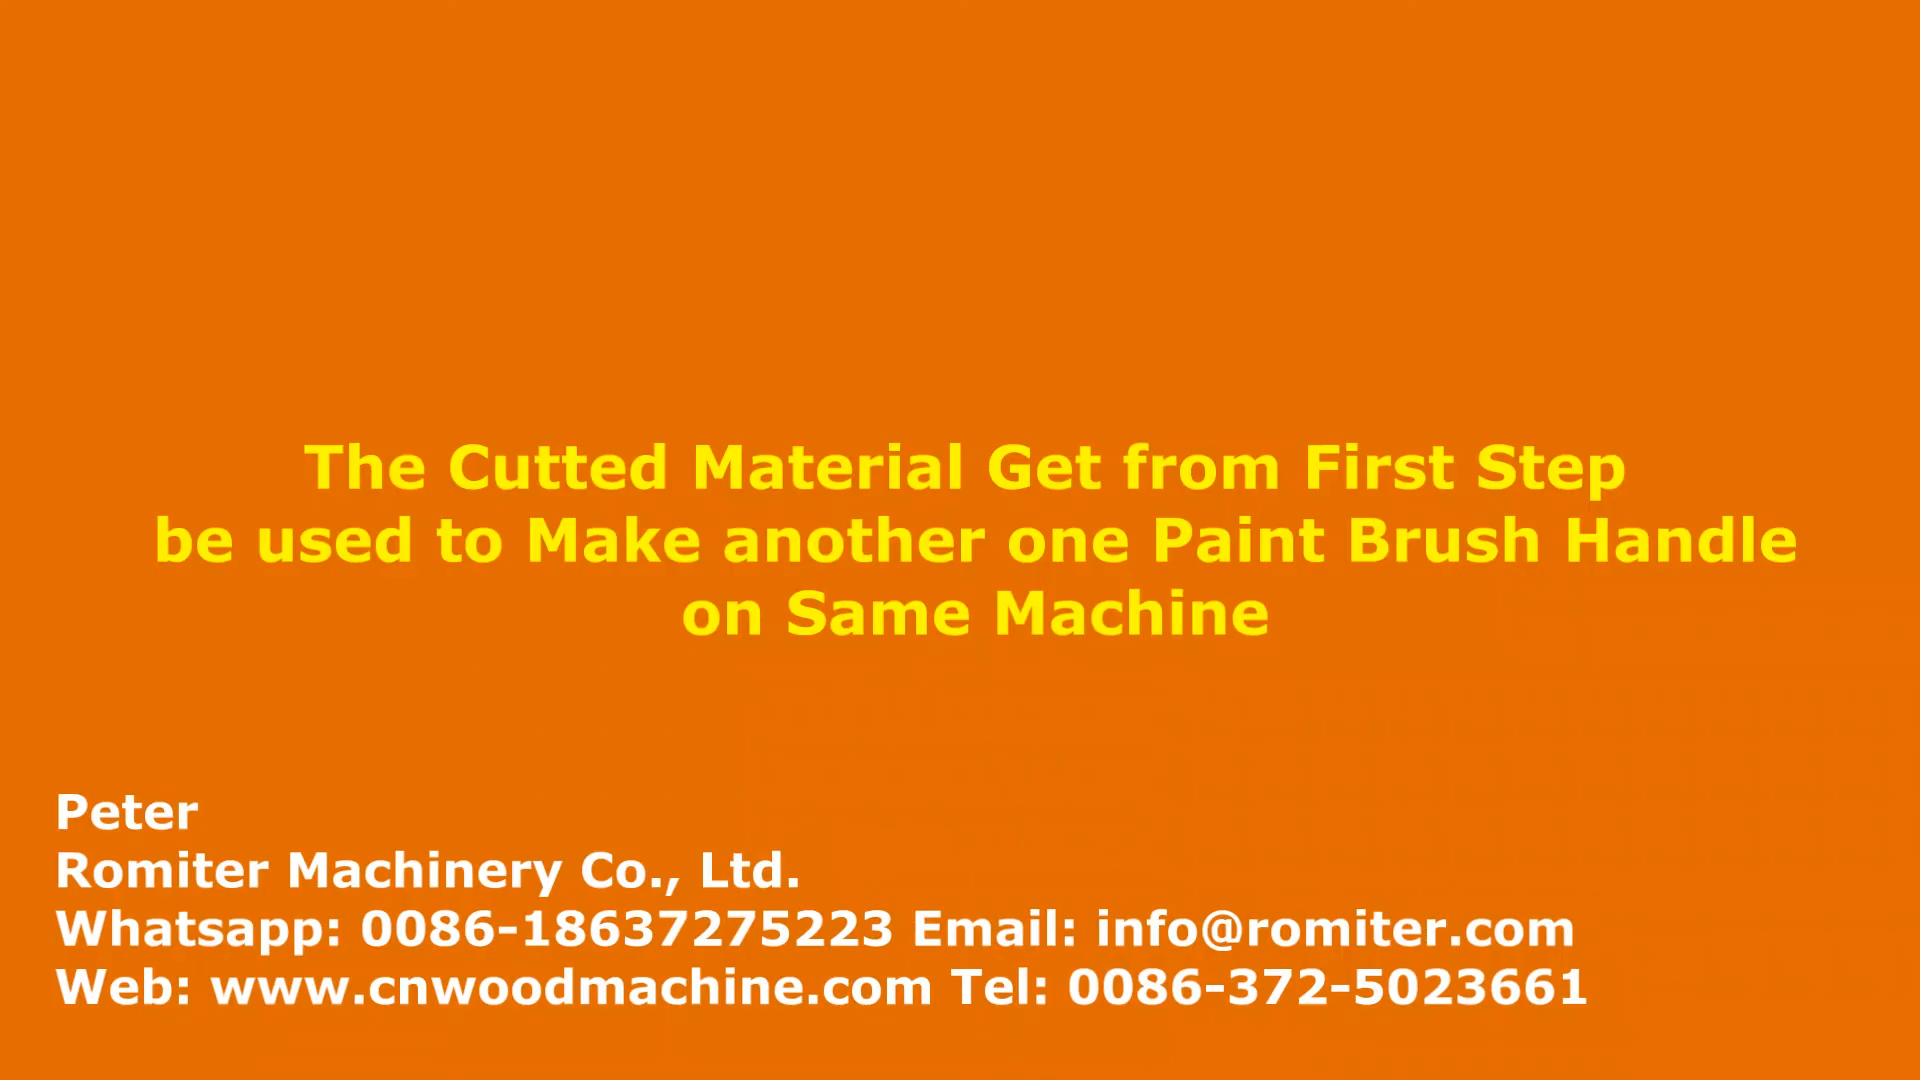 The Cutted Material Get from First Step
be used to Make another one Paint Brush Handle
on Same Machine
Peter
Romiter Machinery Co., Ltd.
Whatsapp: 0086-18637275223 Email: info@romiter.com
Web: www.cnwoodmachine.com Tel: 0086-372-5023661